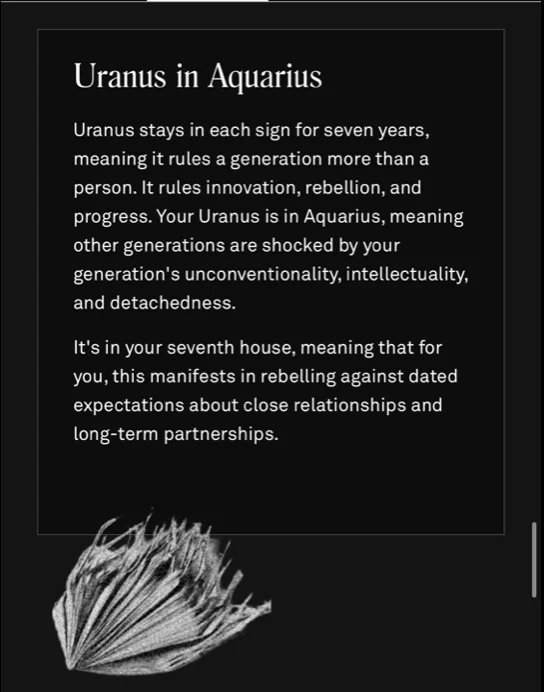 Uranus in Aquarius
Uranus stays in each sign for seven years,
meaning it rules a generation more than a
person. It rules innovation, rebellion, and
progress. Your Uranus is in Aquarius, meaning
other generations are shocked by your
generation's unconventionality, intellectuality,
and detachedness.
It's in your seventh house, meaning that for
you, this manifests in rebelling against dated
expectations about close relationships and
long-term partnerships.